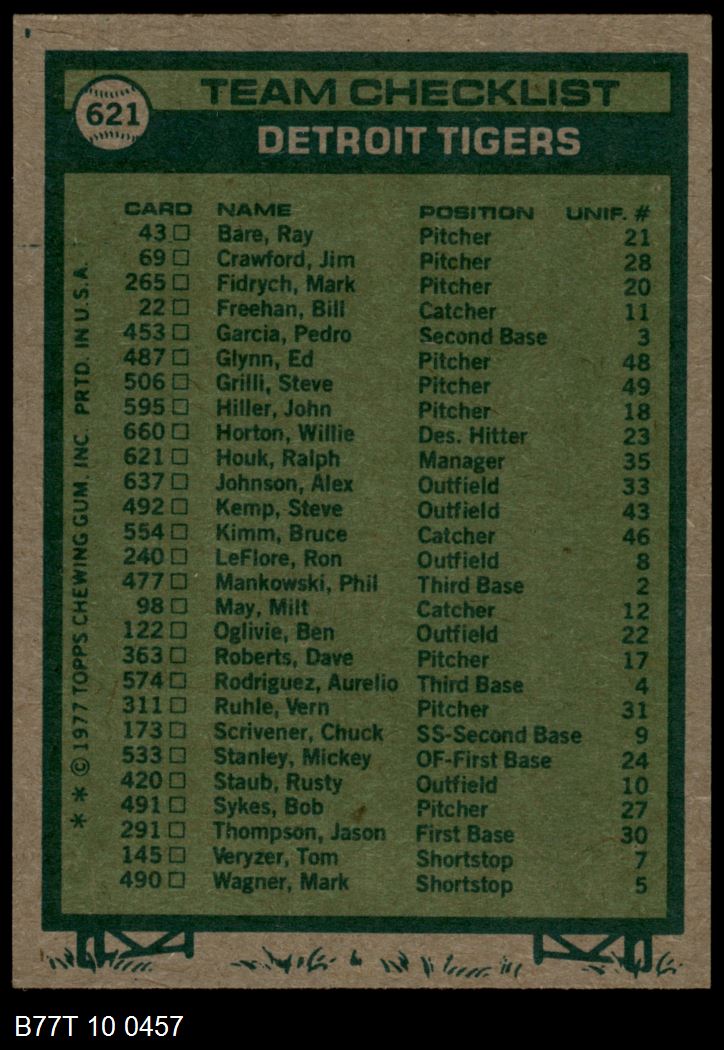 621
TEAM CHECKLIST
DETROIT TIGERS
CARD NAME POSITION UNIF. #
43 □ Bare, Ray Pitcher 21
69 □ Crawford, Jim Pitcher 28
265 □ Fidrych, Mark Pitcher 20
22 □ Freehan, Bill Catcher 11
453 □ Garcia, Pedro Second Base 3
487 □ Glynn, Ed Pitcher 48
506 □ Grilli, Steve Pitcher 49
595 □ Hiller, John Pitcher 18
660 □ Horton, Willie Des. Hitter 23
621 □ Houk, Ralph Manager 35
637 □ Johnson, Alex Outfield 33
492 □ Kemp, Steve Outfield 43
554 □ Kimm, Bruce Catcher 46
240 □ LeFlore, Ron Outfield 8
477 □ Mankowski, Phil Third Base 2
98 □ May, Milt Catcher 12
122 □ Oglivie, Ben Outfield 22
363 □ Roberts, Dave Pitcher 17
574 □ Rodriguez, Aurelio Third Base 4
311 □ Ruhle, Vern Pitcher 31
173 □ Scrivener, Chuck SS-Second Base 9
533 □ Stanley, Mickey OF-First Base 24
420 □ Staub, Rusty Outfield 10
491 □ Sykes, Bob Pitcher 27
291 □ Thompson, Jason First Base 30
145 □ Veryzer, Tom Shortstop 7
490 □ Wagner, Mark Shortstop 5
* * © 1977 TOPPS CHEWING GUM, INC. PRTD. IN U.S.A.
B77T 10 0457